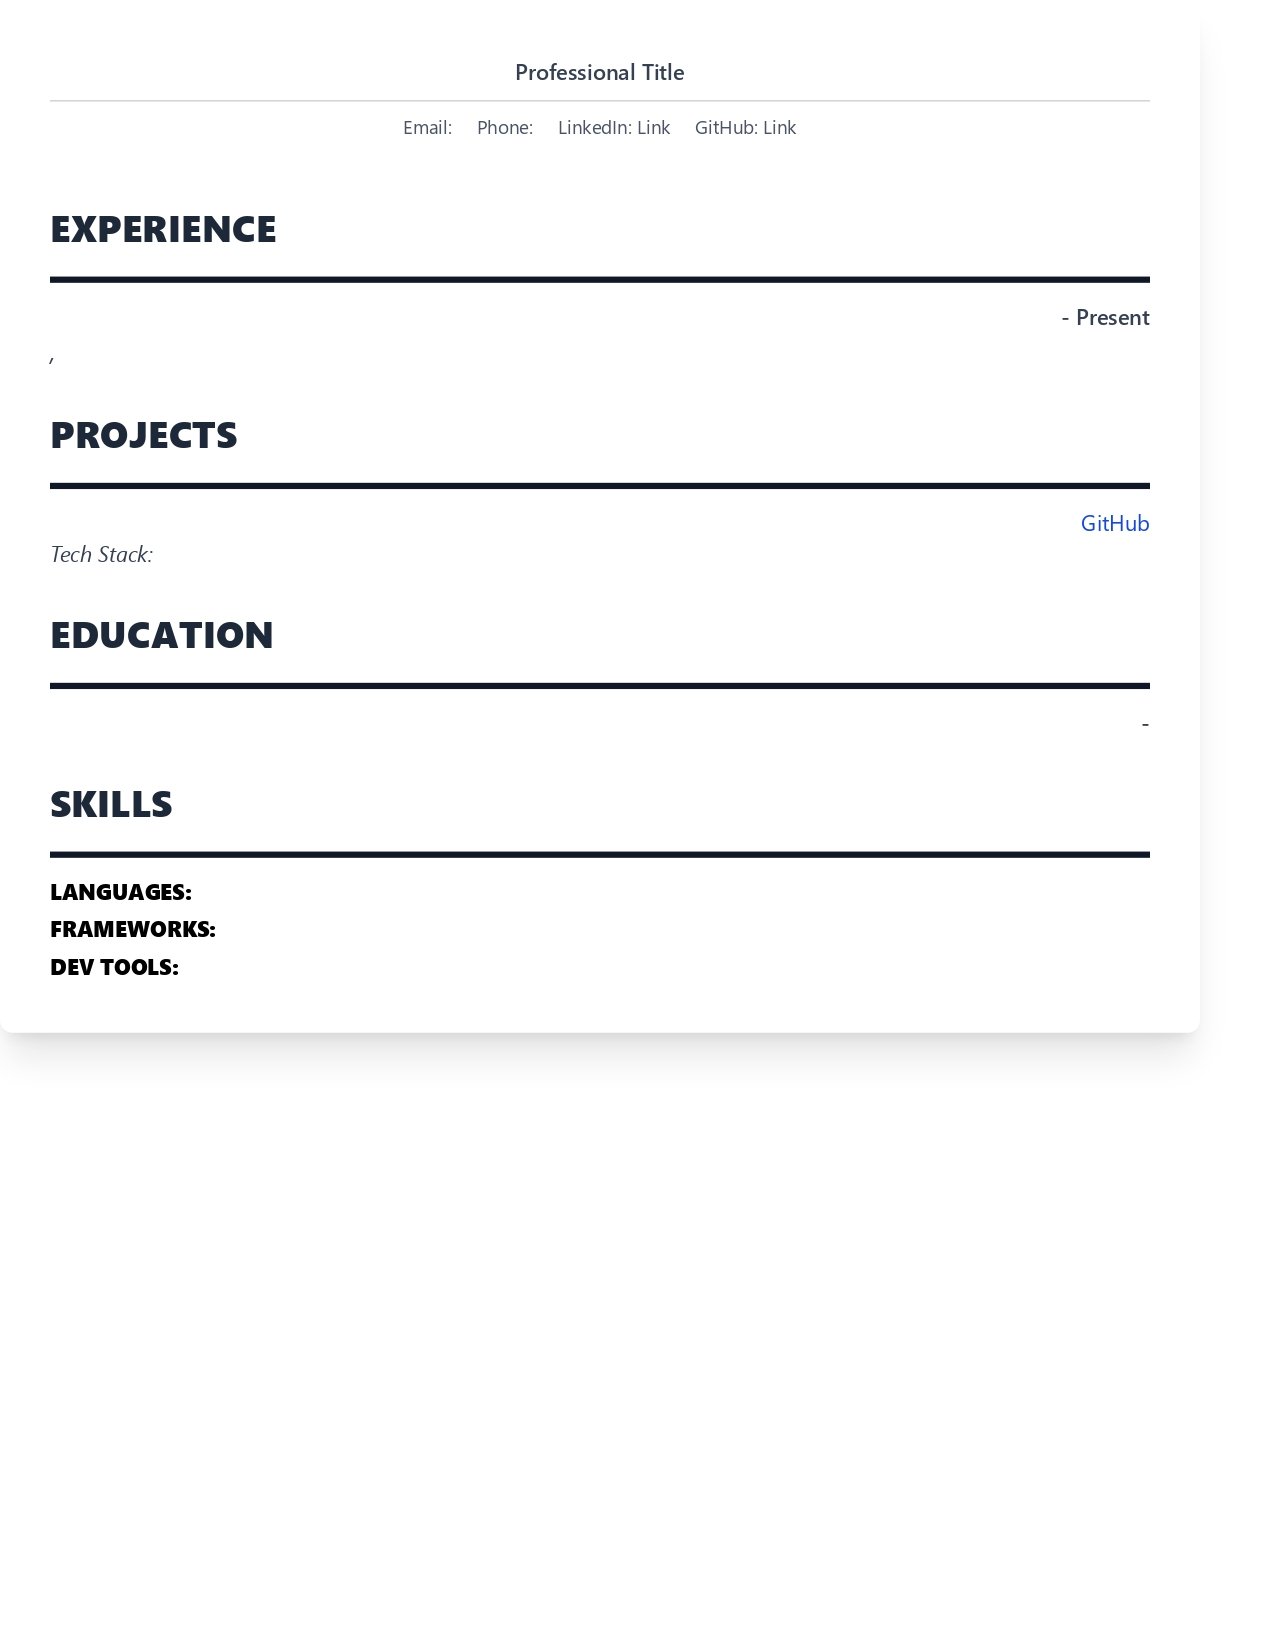 Professional Title
Email: Phone: LinkedIn: Link GitHub: Link
EXPERIENCE
- Present
,
PROJECTS
GitHub
Tech Stack:
EDUCATION
-
SKILLS
LANGUAGES:
FRAMEWORKS:
DEV TOOLS: